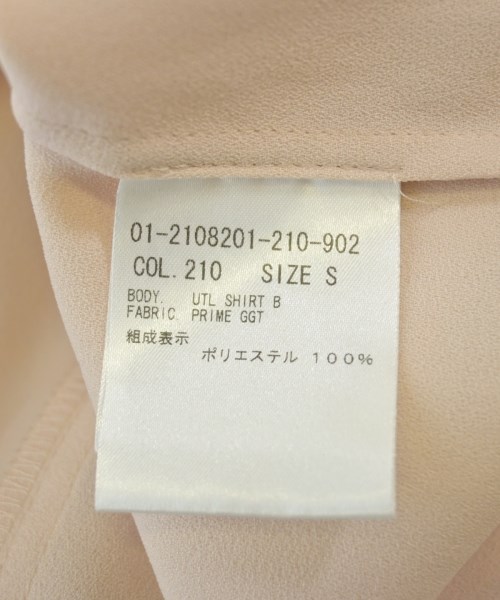 01-2108201-210-902
COL.210 SIZE S
BODY. UTL SHIRT B
FABRIC. PRIME GGT
組成表示
ポリエステル １００％